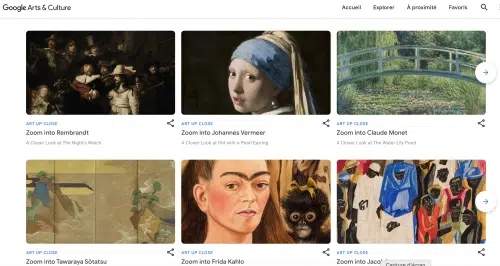 Google Arts & Culture
Accueil Explorer À proximité Favoris
ART UP CLOSE
Zoom into Rembrandt
A Closer Look at The Night's Watch
ART UP CLOSE
Zoom into Johannes Vermeer
A Closer Look at Girl with a Pearl Earring
ART UP CLOSE
Zoom into Claude Monet
A Closer Look at The Water-Lily Pond
ART UP CLOSE
Zoom into Tawaraya Sōtatsu
ART UP CLOSE
Zoom into Frida Kahlo
ART UP CLOSE
Zoom into
Capture d'écran